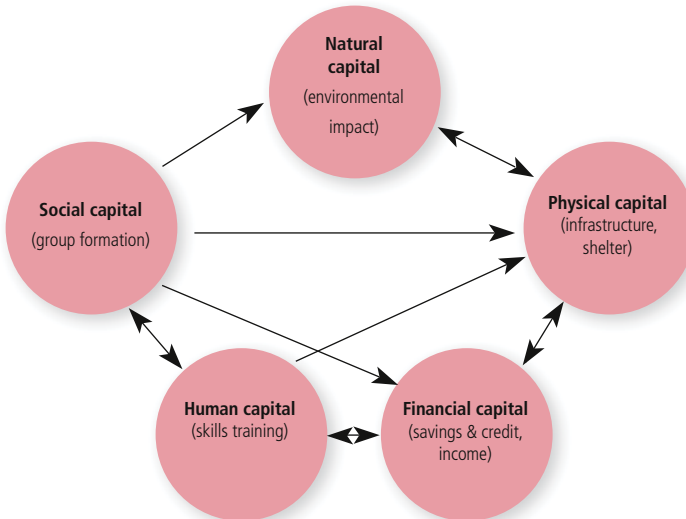 Natural
capital
(environmental
impact)
Social capital
(group formation)
Physical capital
(infrastructure,
shelter)
Human capital
(skills training)
Financial capital
(savings & credit,
income)